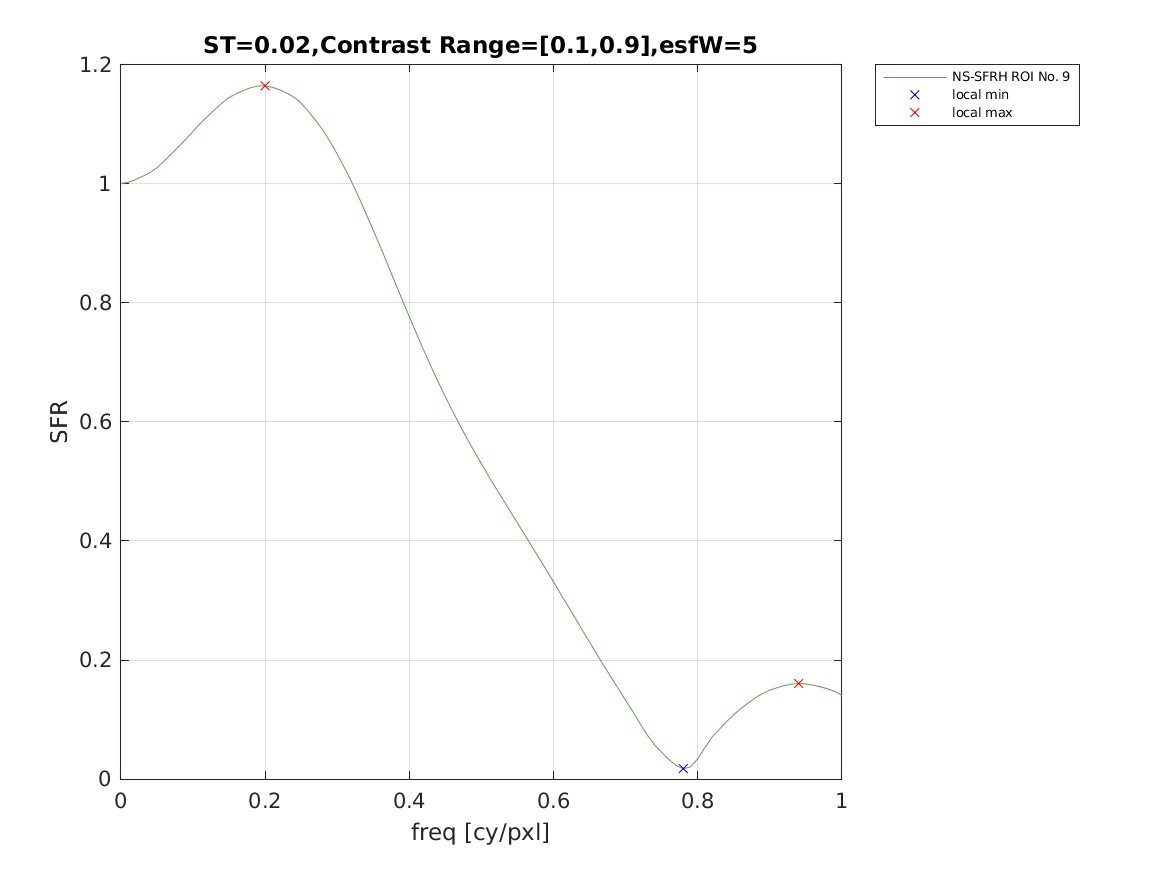 ST=0.02,Contrast Range=[0.1,0.9],esfW=5
NS-SFRH ROI No. 9
local min
local max
1.2
1
0.8
0.6
0.4
0.2
0
SFR
0 0.2 0.4 0.6 0.8 1
freq [cy/pxl]